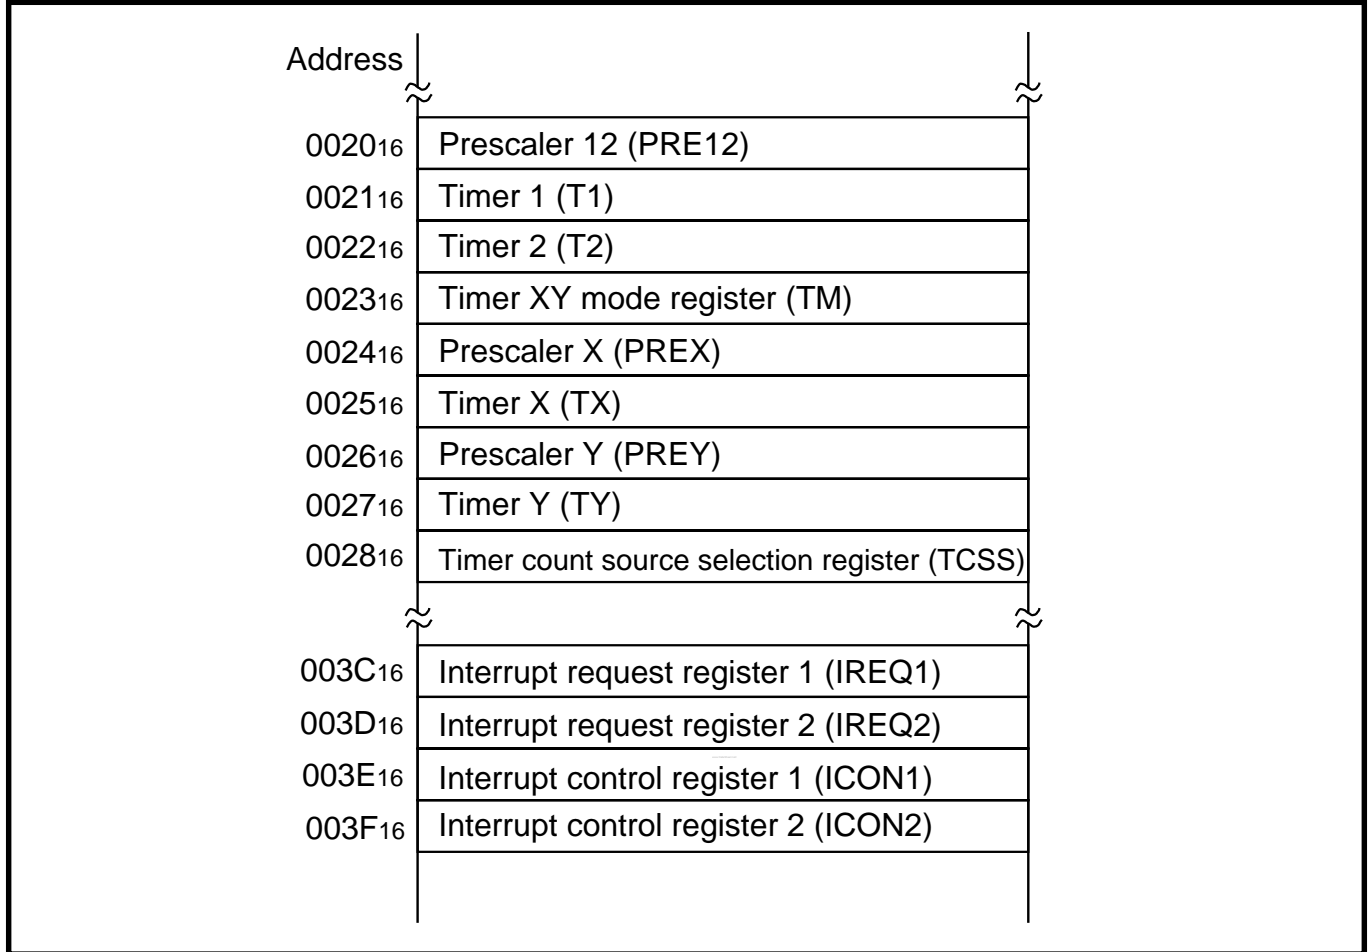 Address
0020₁₆ Prescaler 12 (PRE12)
0021₁₆ Timer 1 (T1)
0022₁₆ Timer 2 (T2)
0023₁₆ Timer XY mode register (TM)
0024₁₆ Prescaler X (PREX)
0025₁₆ Timer X (TX)
0026₁₆ Prescaler Y (PREY)
0027₁₆ Timer Y (TY)
0028₁₆ Timer count source selection register (TCSS)
003C₁₆ Interrupt request register 1 (IREQ1)
003D₁₆ Interrupt request register 2 (IREQ2)
003E₁₆ Interrupt control register 1 (ICON1)
003F₁₆ Interrupt control register 2 (ICON2)